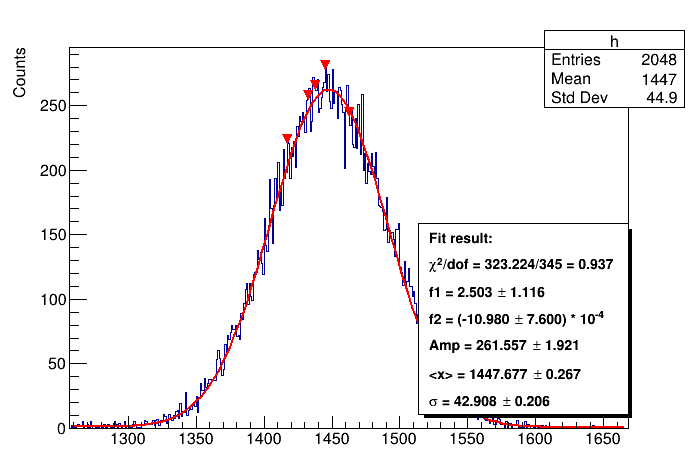 h
Entries 2048
Mean 1447
Std Dev 44.9
Counts
250
200
150
100
50
0
Fit result:
χ²/dof = 323.224/345 = 0.937
f1 = 2.503 ± 1.116
f2 = (-10.980 ± 7.600) * 10⁻⁴
Amp = 261.557 ± 1.921
<x> = 1447.677 ± 0.267
σ = 42.908 ± 0.206
1300 1350 1400 1450 1500 1550 1600 1650